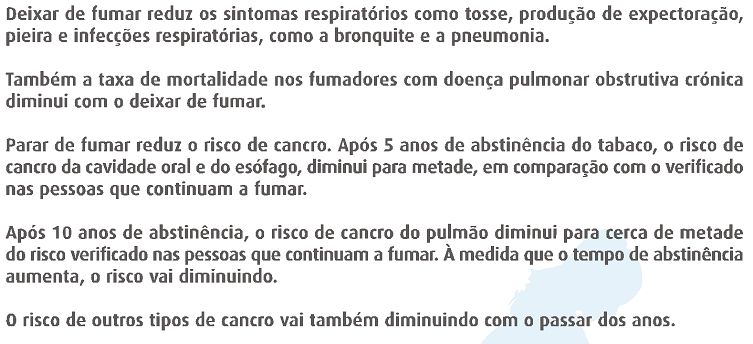 Deixar de fumar reduz os sintomas respiratórios como tosse, produção de expectoração,
pieira e infecções respiratórias, como a bronquite e a pneumonia.
Também a taxa de mortalidade nos fumadores com doença pulmonar obstrutiva crónica
diminui com o deixar de fumar.
Parar de fumar reduz o risco de cancro. Após 5 anos de abstinência do tabaco, o risco de
cancro da cavidade oral e do esófago, diminui para metade, em comparação com o verificado
nas pessoas que continuam a fumar.
Após 10 anos de abstinência, o risco de cancro do pulmão diminui para cerca de metade
do risco verificado nas pessoas que continuam a fumar. À medida que o tempo de abstinência
aumenta, o risco vai diminuindo.
O risco de outros tipos de cancro vai também diminuindo com o passar dos anos.